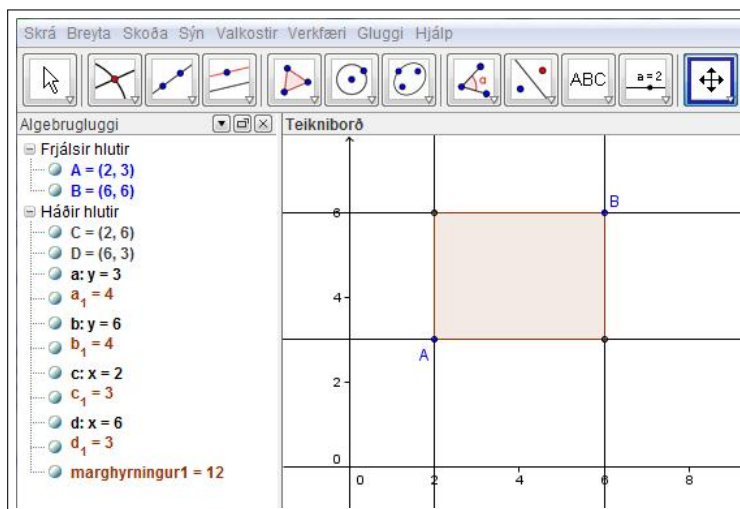 Skrá Breyta Skoða Sýn Valkostir Verkfæri Gluggi Hjálp
α ABC a = 2
Algebrugluggi
Teikniborð
Frjálsir hlutir
A = (2, 3)
B = (6, 6)
Háðir hlutir
C = (2, 6)
D = (6, 3)
a: y = 3
a₁ = 4
b: y = 6
b₁ = 4
c: x = 2
c₁ = 3
d: x = 6
d₁ = 3
marghyrningur1 = 12
6 B
4
A
2
0
0 2 4 6 8